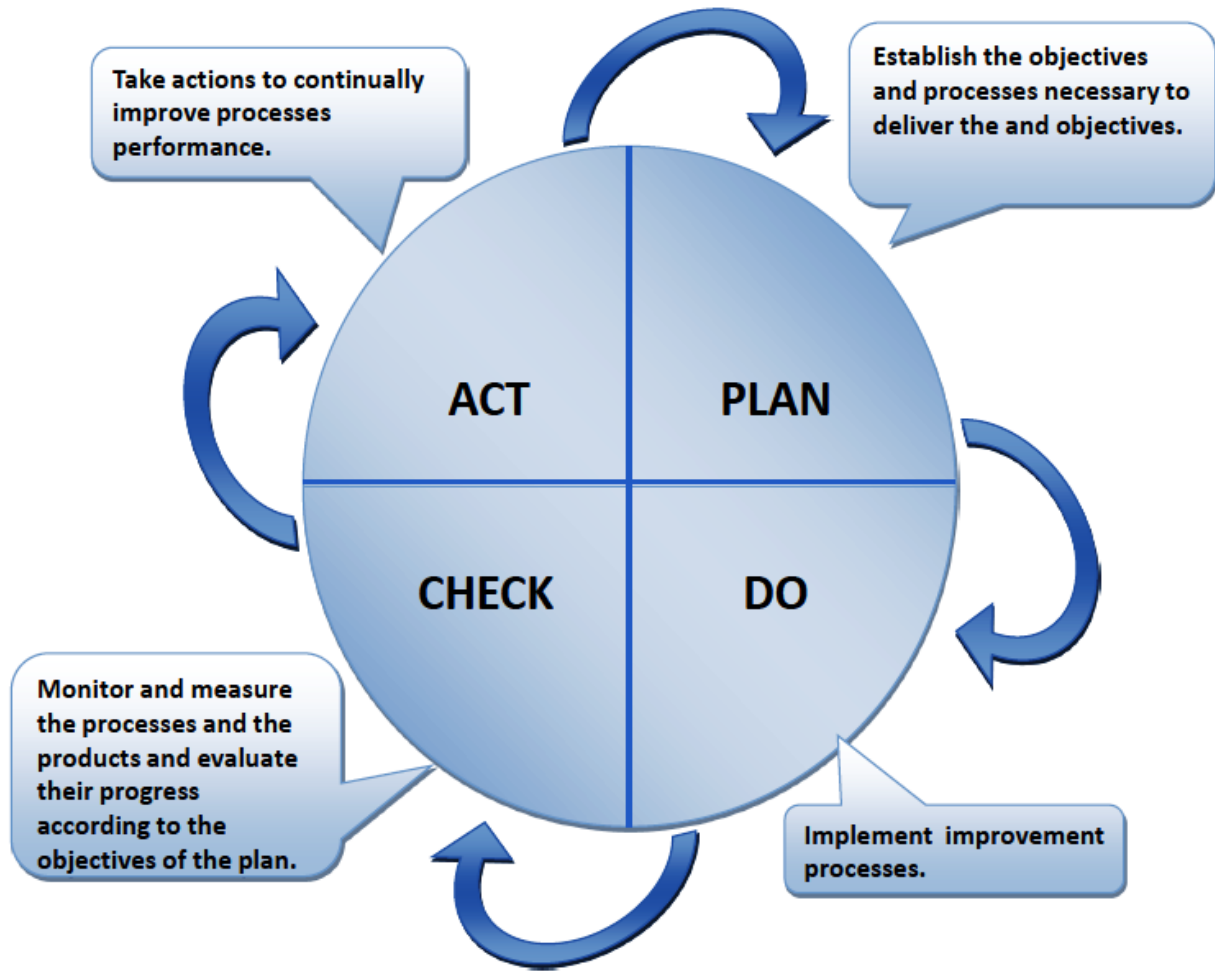 Take actions to continually
improve processes
performance.
Establish the objectives
and processes necessary to
deliver the and objectives.
ACT
PLAN
CHECK
DO
Monitor and measure
the processes and the
products and evaluate
their progress
according to the
objectives of the plan.
Implement improvement
processes.